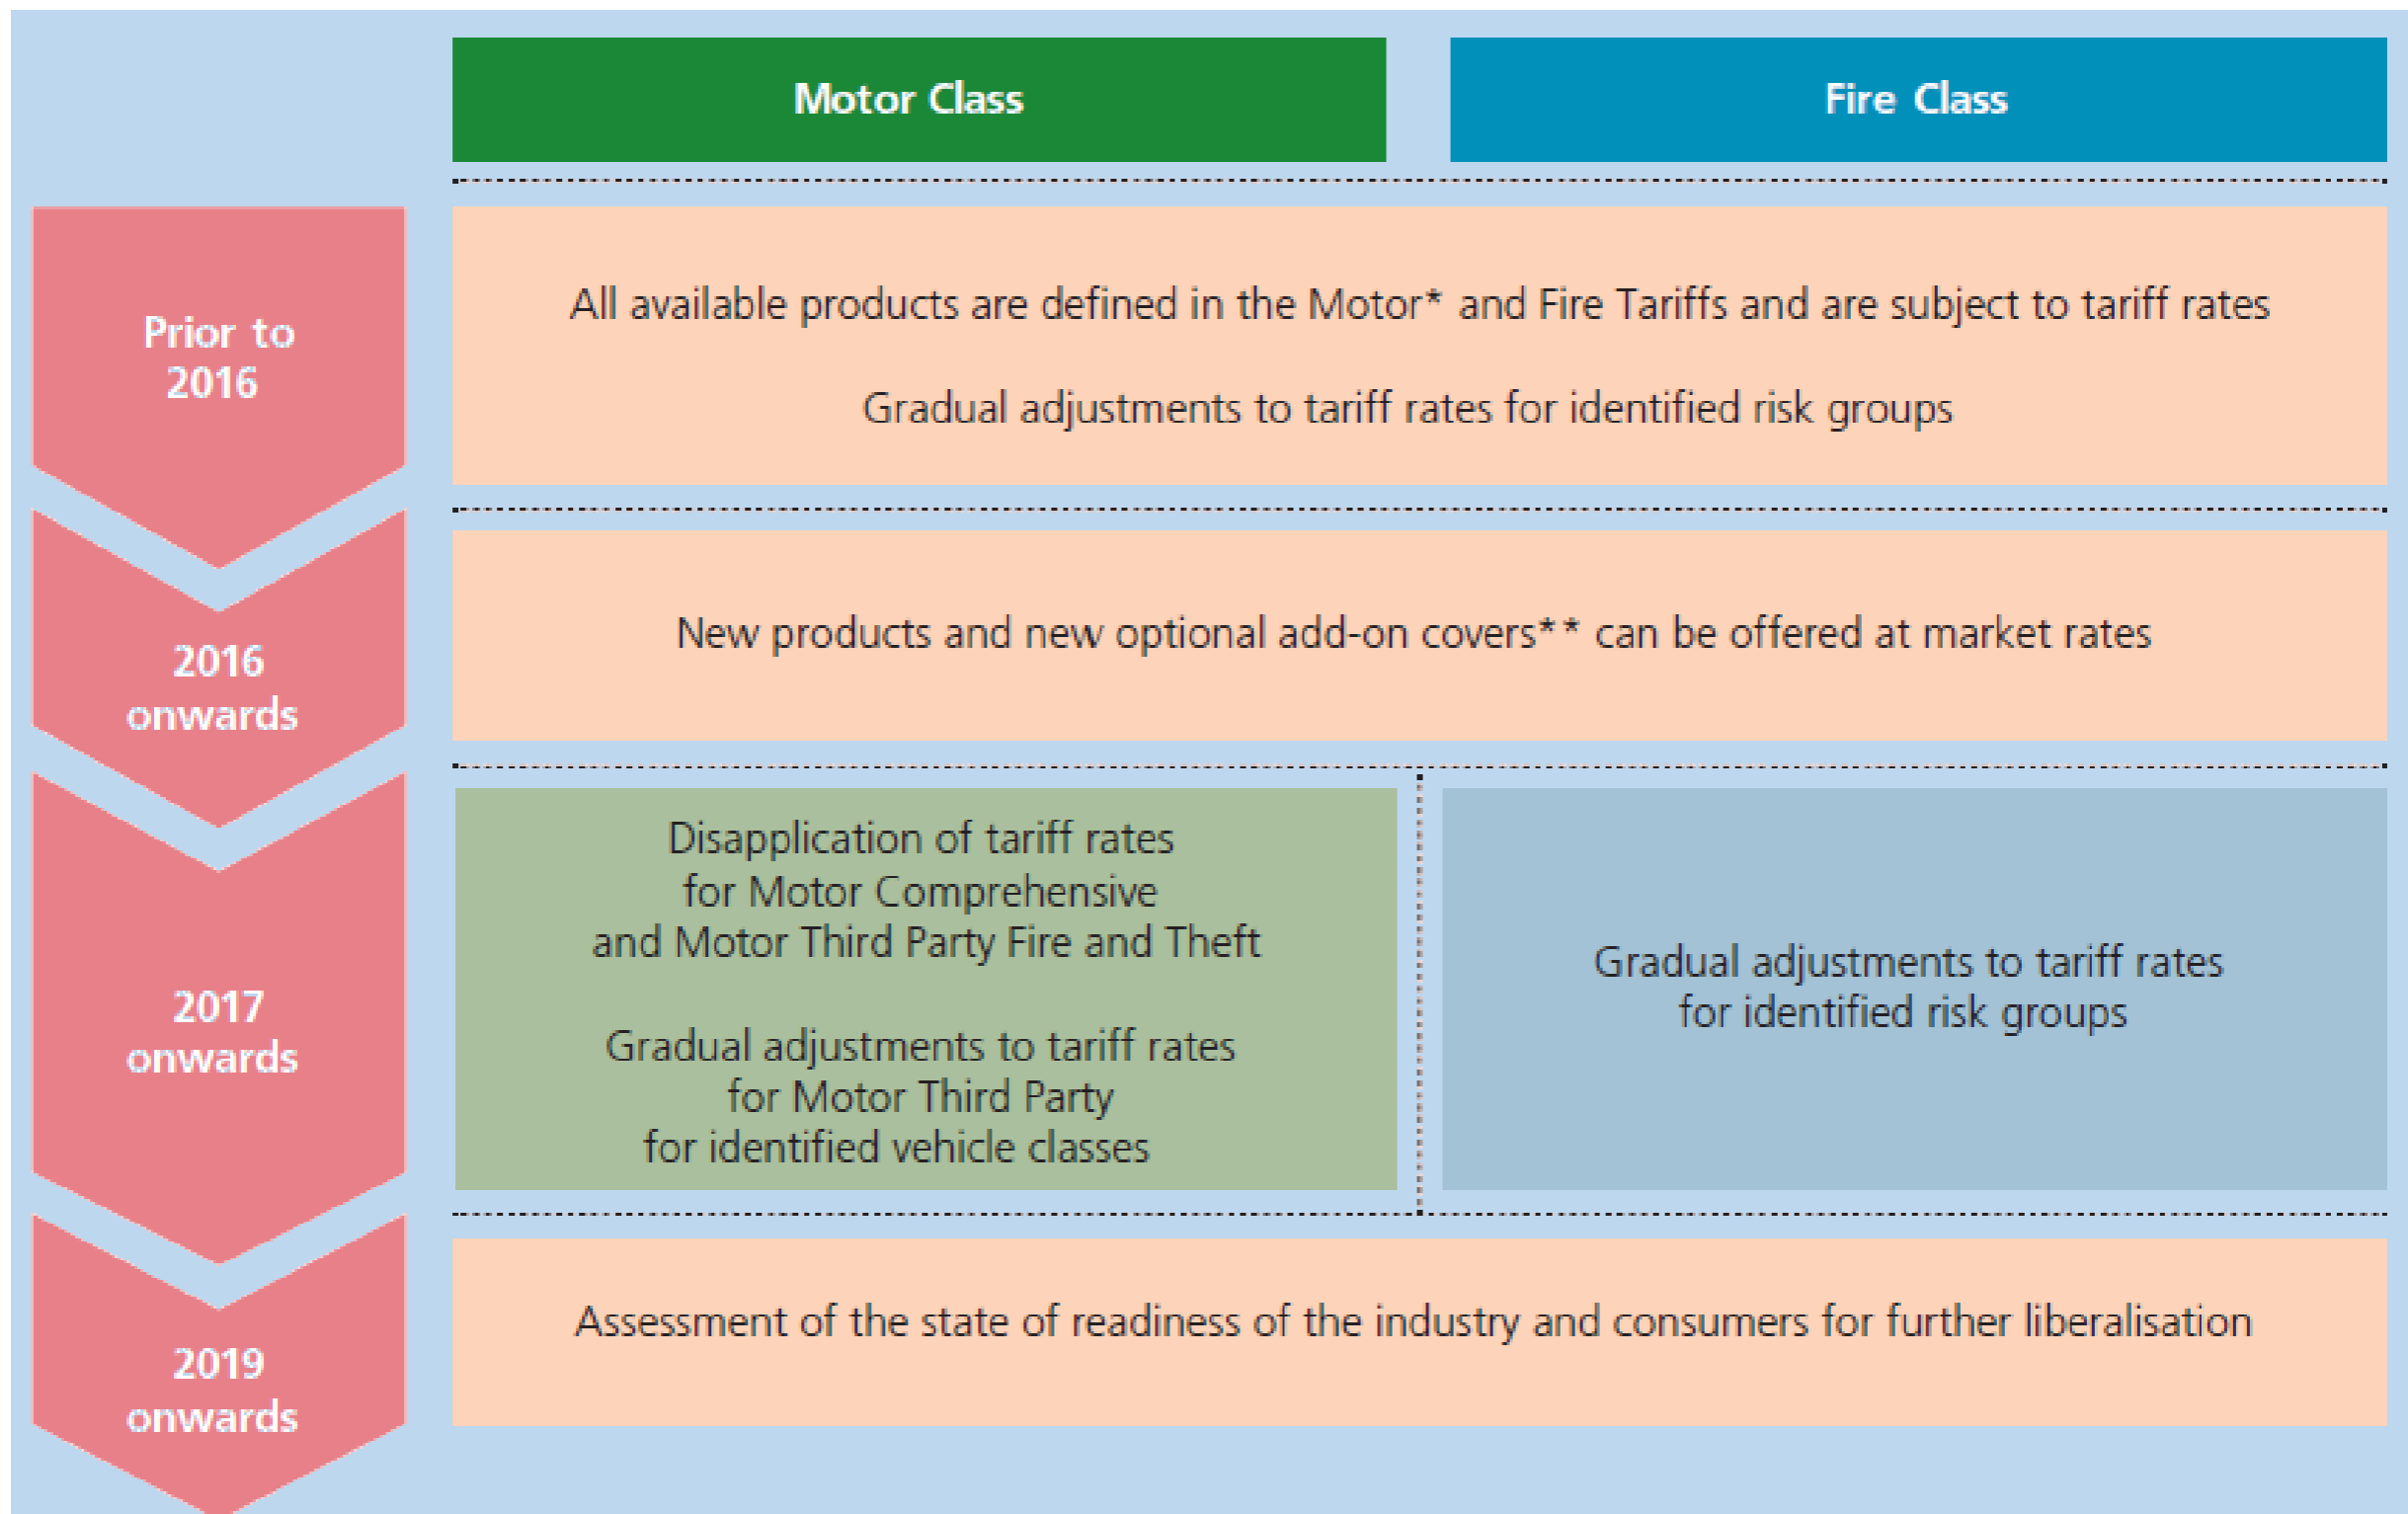 Motor Class
Fire Class
Prior to
2016
All available products are defined in the Motor* and Fire Tariffs and are subject to tariff rates
Gradual adjustments to tariff rates for identified risk groups
2016
onwards
New products and new optional add-on covers** can be offered at market rates
2017
onwards
Disapplication of tariff rates
for Motor Comprehensive
and Motor Third Party Fire and Theft
Gradual adjustments to tariff rates
for Motor Third Party
for identified vehicle classes
Gradual adjustments to tariff rates
for identified risk groups
2019
onwards
Assessment of the state of readiness of the industry and consumers for further liberalisation